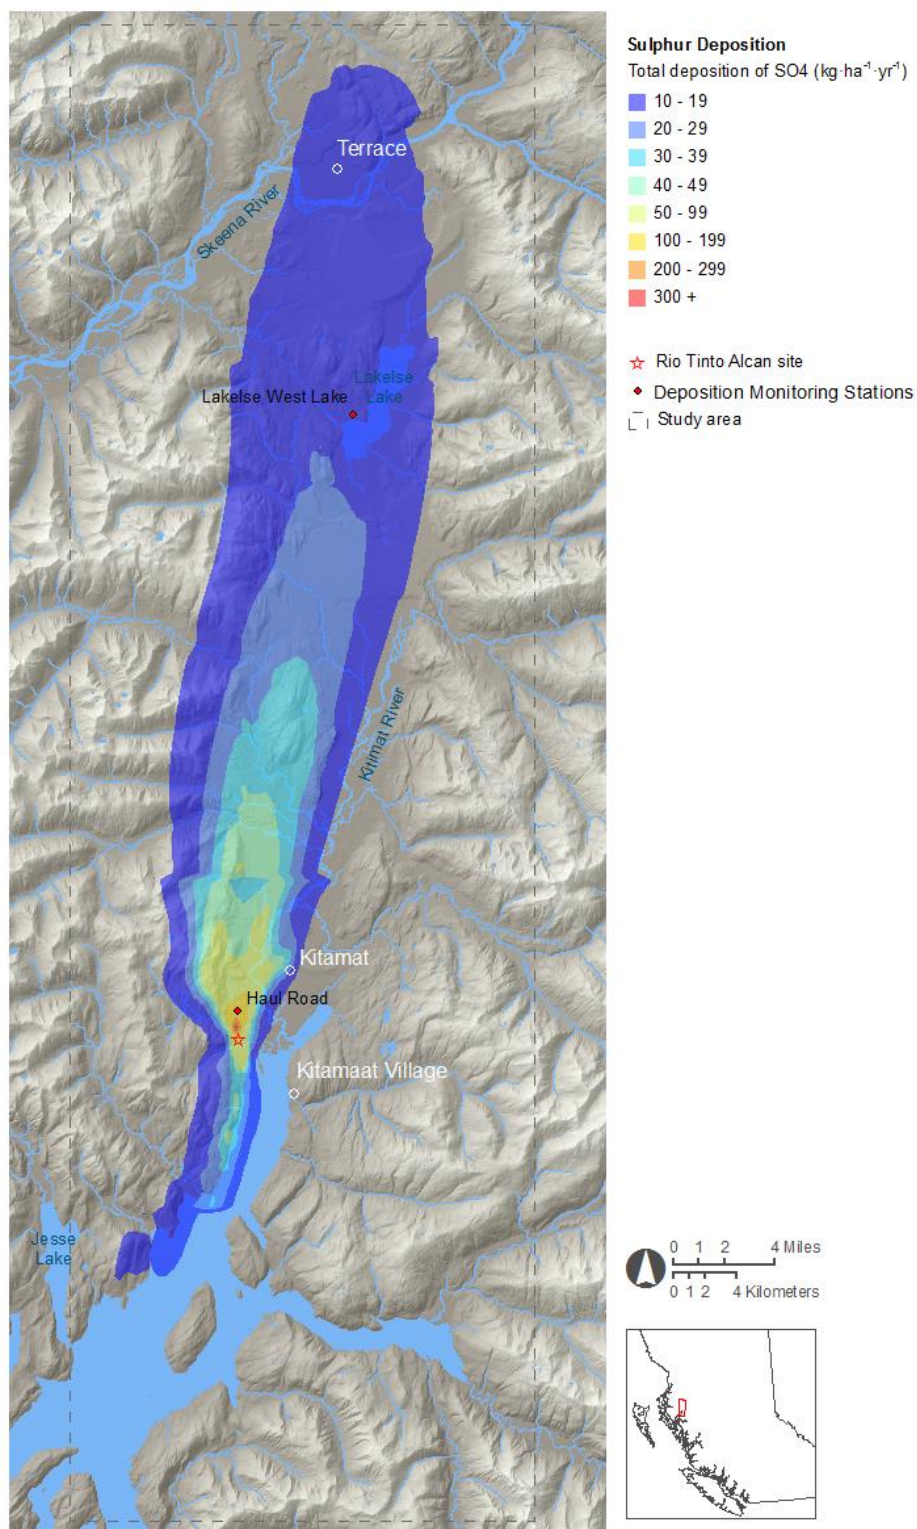 Sulphur Deposition
Total deposition of SO4 (kg·ha⁻¹·yr⁻¹)
10 - 19
20 - 29
30 - 39
40 - 49
50 - 99
100 - 199
200 - 299
300 +
Rio Tinto Alcan site
Deposition Monitoring Stations
Study area
Terrace
Skeena River
Lakelse
Lake
Lakelse West Lake
Kitimat River
Kitamat
Haul Road
Kitamaat Village
Jesse
Lake
0 1 2 4 Miles
0 1 2 4 Kilometers